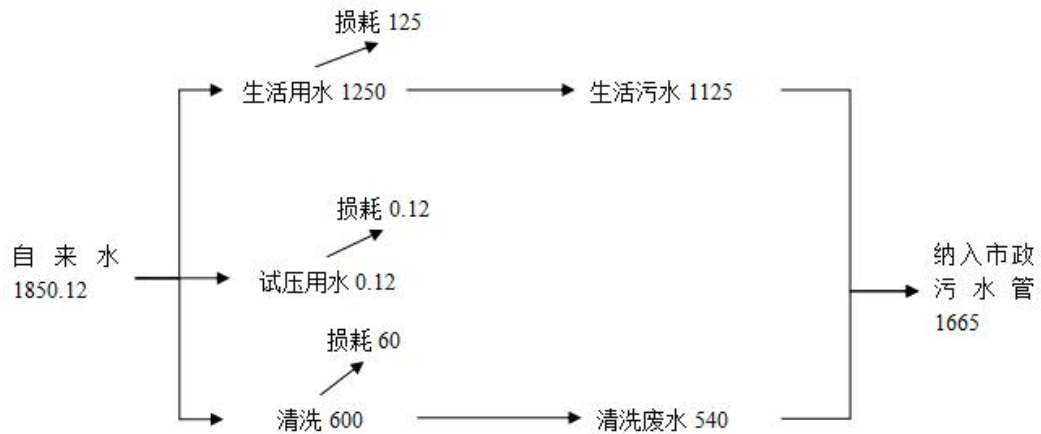 损耗 125
生活用水 1250
生活污水 1125
损耗 0.12
自来水
1850.12
试压用水 0.12
纳入市政
污水管
1665
损耗 60
清洗 600
清洗废水 540